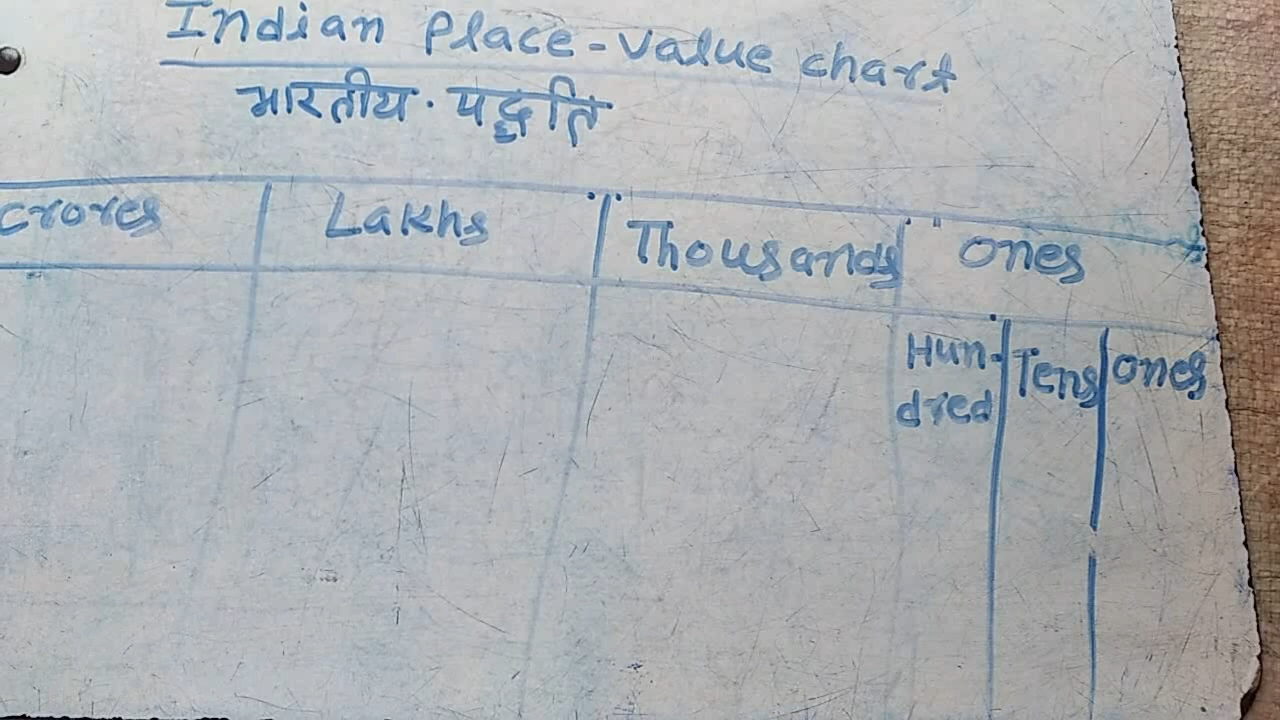 Indian Place-Value chart
भारतीय. पद्धति
crores Lakhs Thousands ones
Hun-
dred Tens ones